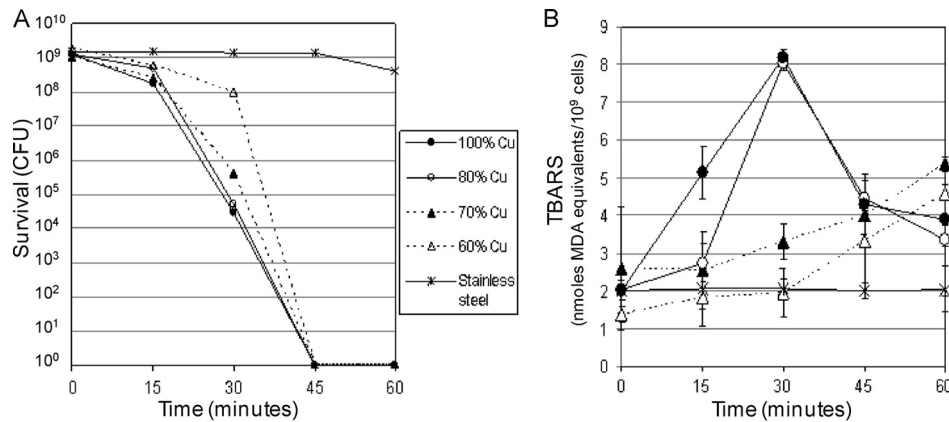 A
Survival (CFU)
10¹⁰
10⁹
10⁸
10⁷
10⁶
10⁵
10⁴
10³
10²
10¹
10⁰
0 15 30 45 60
Time (minutes)
100% Cu
80% Cu
70% Cu
60% Cu
Stainless
steel
B
TBARS
(nmoles MDA equivalents/10⁹ cells)
9
8
7
6
5
4
3
2
1
0
0 15 30 45 60
Time (minutes)